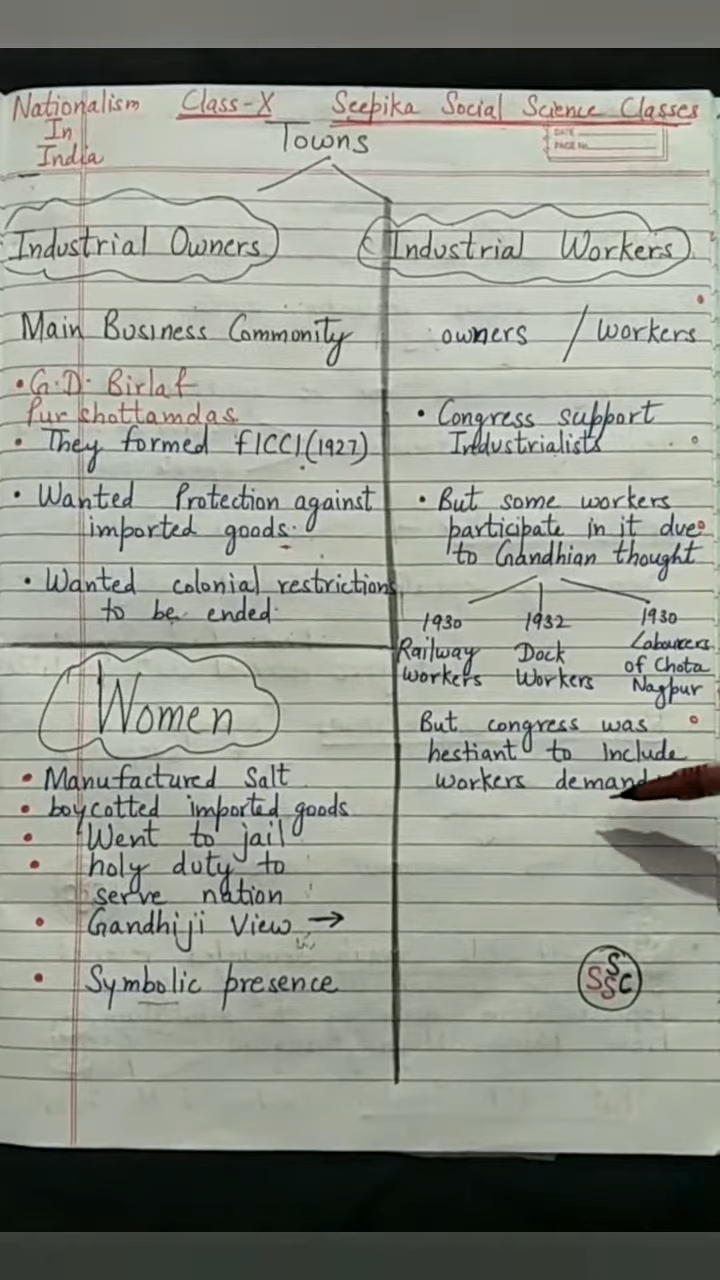 Nationalism
In
India
Class-X
Seepika Social Science Classes
DATE
PAGE No.
Towns
Industrial Owners
Main Business Commonity
• G.D. Birla &
Purshottamdas.
• They formed FICCI (1927)
• Wanted Protection against
imported goods.
• Wanted colonial restrictions
to be ended.
Industrial Workers
owners / workers
• Congress support
Industrialists
• But some workers
participate in it due
to Gandhian thought
1930
Railway
workers
1932
Dock
Workers
1930
Labourers
of Chota
Nagpur
But congress was
hestiant to include
workers demand
Women
• Manufactured Salt
• boycotted imported goods
• Went to jail
• holy duty to
serve nation
• Gandhiji View →
• Symbolic presence
SSSC